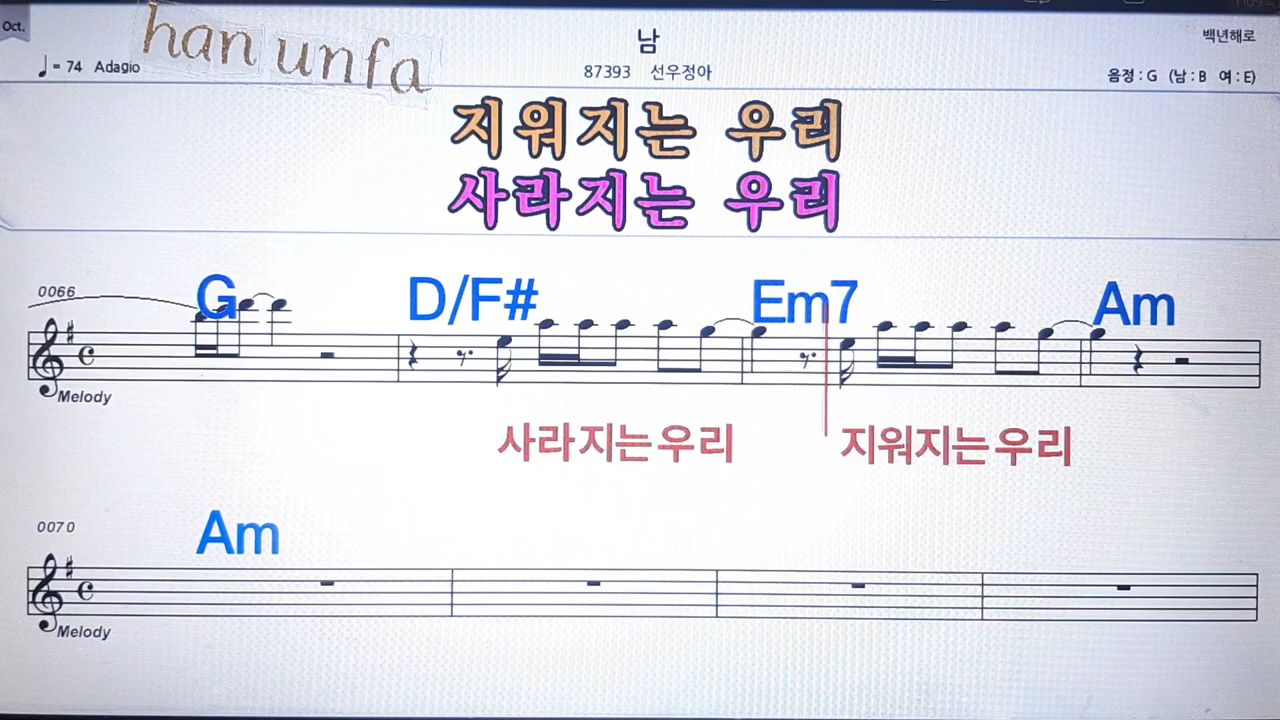 Oct.
han unfa
남
백년해로
♩= 74 Adagio
87393 선우정아
음정 : G (남 : B 여 : E)
지워지는 우리
사라지는 우리
0066
G D/F# Em7 Am
Melody
사라지는우리 지워지는우리
0070
Am
Melody